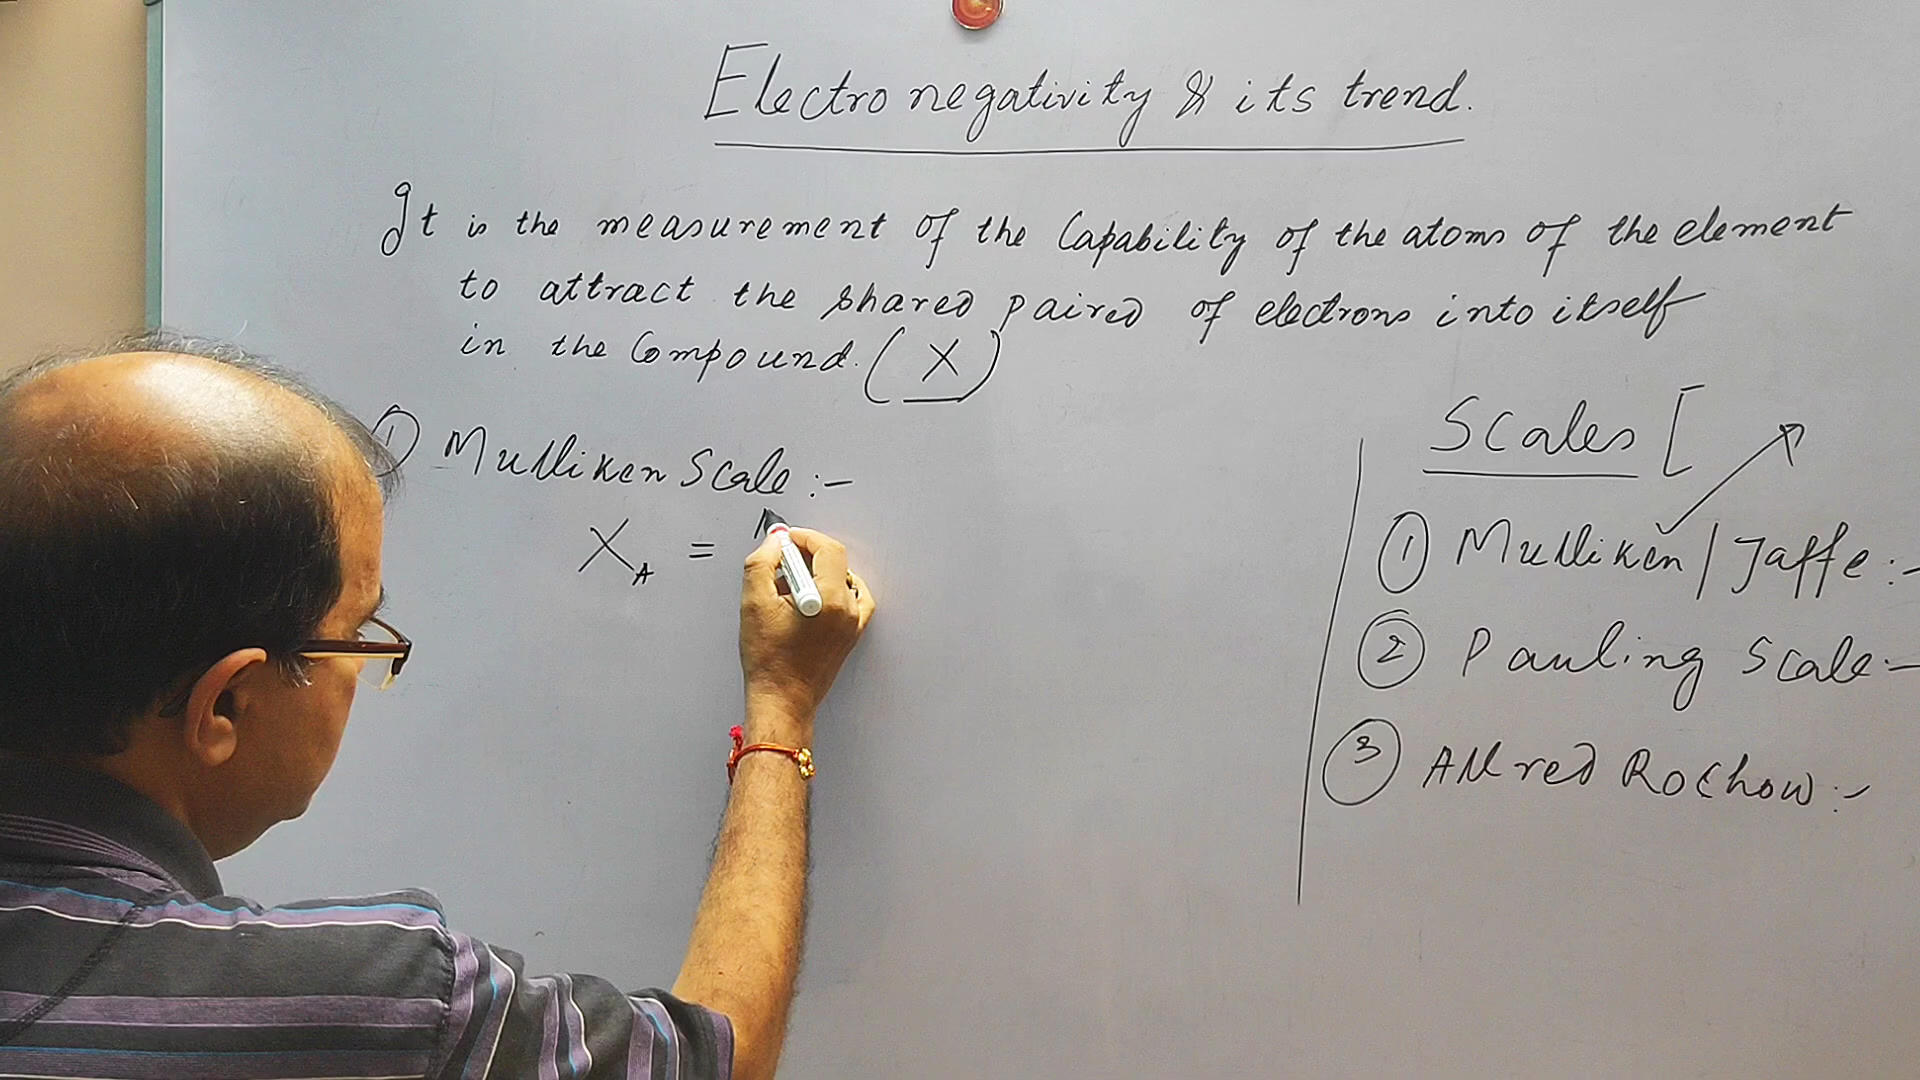 Electronegativity & its trend.
It is the measurement of the Capability of the atoms of the element
to attract the shared paired of electrons into itself
in the Compound. (X)
① Mulliken Scale :-
X_A =
Scales [
① Mulliken / Jaffe :-
② Pauling Scale :-
③ Allred Rochow :-